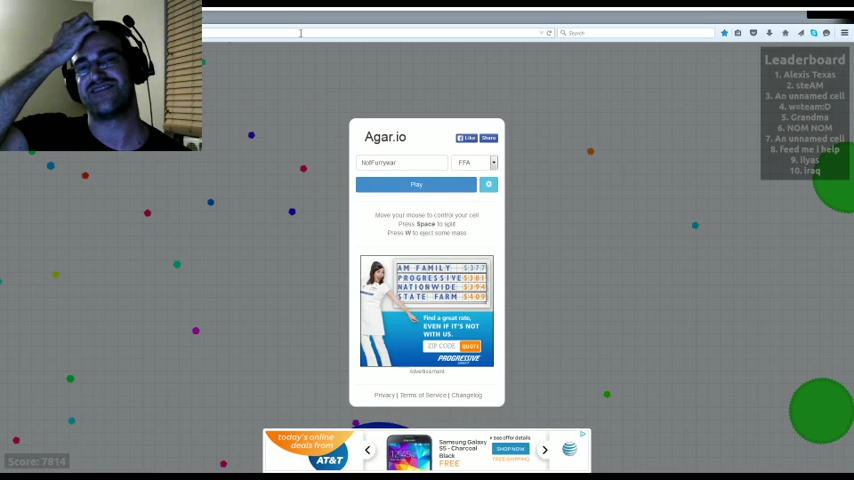 Search
Leaderboard
1. Alexis Texas
2. steAM
3. An unnamed cell
4. w=team:D
5. Grandma
6. NOM NOM
7. An unnamed cell
8. feed me i help
9. ilyas
10. iraq
Agar.io
Like
Share
NotFurrywar
FFA
Play
Move your mouse to control your cell
Press Space to split
Press W to eject some mass
AM FAMILY $377
PROGRESSIVE $381
NATIONWIDE $394
STATE FARM $409
Find a great rate,
EVEN IF IT'S NOT
WITH US.
ZIP CODE
QUOTE
PROGRESSIVE
DIRECT
Advertisement
Privacy | Terms of Service | Changelog
today's online
deals from
AT&T
Samsung Galaxy
S5 - Charcoal
Black
FREE
see offer details
SHOP NOW
FREE SHIPPING
AT&T
Score: 7814